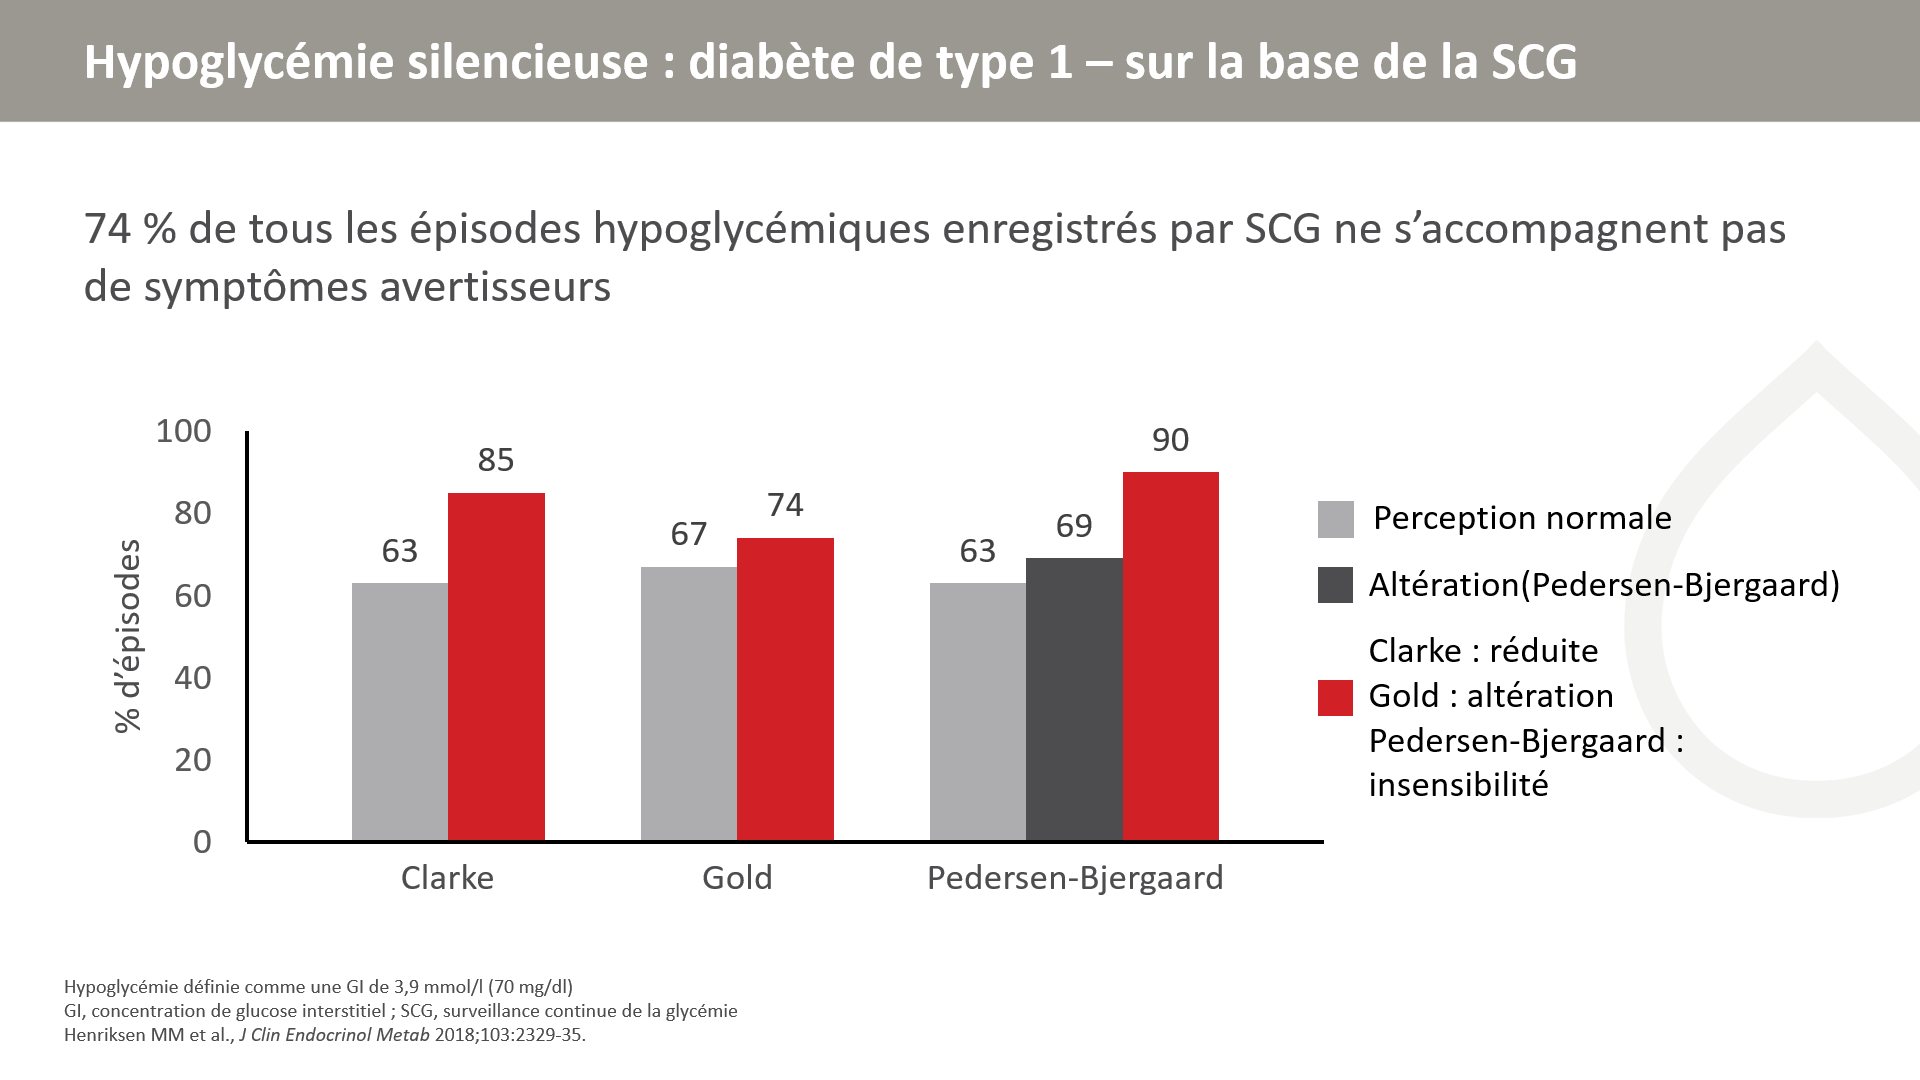 Hypoglycémie silencieuse : diabète de type 1 – sur la base de la SCG
74 % de tous les épisodes hypoglycémiques enregistrés par SCG ne s’accompagnent pas
de symptômes avertisseurs
% d’épisodes
100
80
60
40
20
0
63
85
67
74
63
69
90
Clarke
Gold
Pedersen-Bjergaard
Perception normale
Altération(Pedersen-Bjergaard)
Clarke : réduite
Gold : altération
Pedersen-Bjergaard :
insensibilité
Hypoglycémie définie comme une GI de 3,9 mmol/l (70 mg/dl)
GI, concentration de glucose interstitiel ; SCG, surveillance continue de la glycémie
Henriksen MM et al., J Clin Endocrinol Metab 2018;103:2329-35.